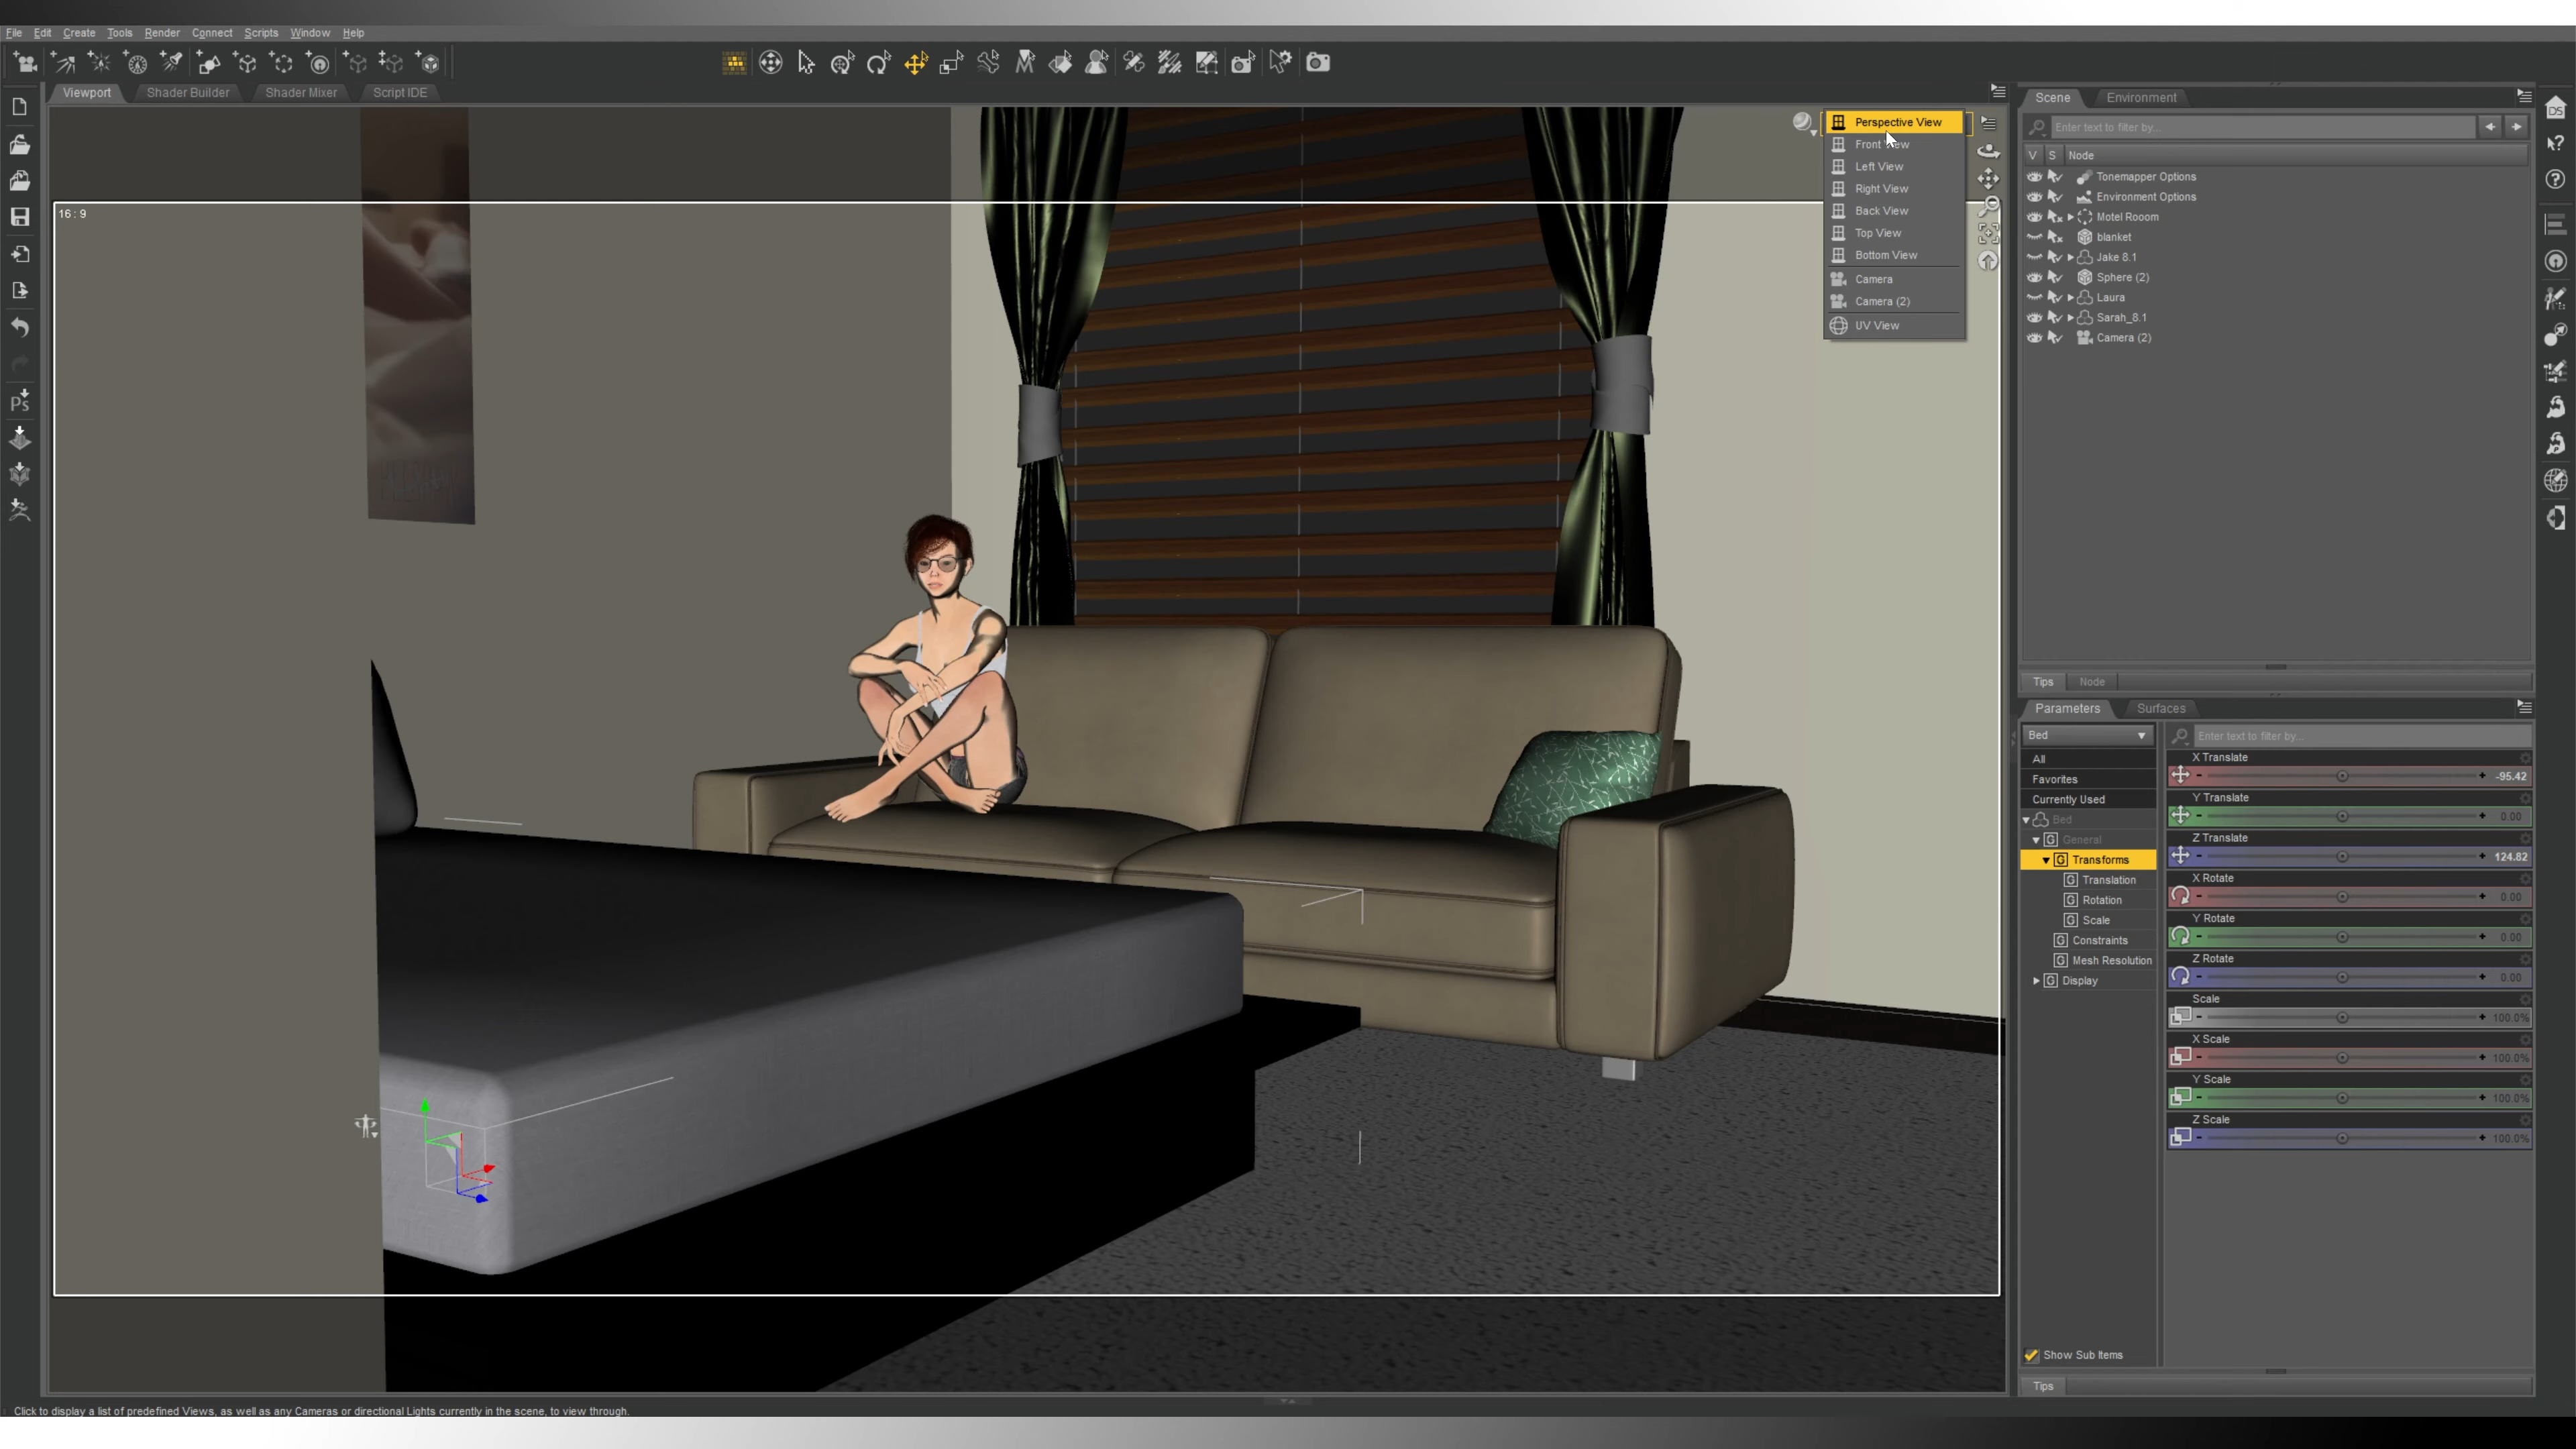 File Edit Create Tools Render Connect Scripts Window Help
Viewport Shader Builder Shader Mixer Script IDE
16 : 9
Perspective View
Front View
Left View
Right View
Back View
Top View
Bottom View
Camera
Camera (2)
UV View
Scene Environment
Enter text to filter by...
V S Node
Tonemapper Options
Environment Options
Motel Rooom
blanket
Jake 8.1
Sphere (2)
Laura
Sarah_8.1
Camera (2)
Tips Node
Parameters Surfaces
Bed
All
Favorites
Currently Used
Bed
General
Transforms
Translation
Rotation
Scale
Constraints
Mesh Resolution
Display
Show Sub Items
Enter text to filter by...
X Translate
-95.42
Y Translate
0.00
Z Translate
124.82
X Rotate
0.00
Y Rotate
0.00
Z Rotate
0.00
Scale
100.0%
X Scale
100.0%
Y Scale
100.0%
Z Scale
100.0%
Tips
DS
Ps
Click to display a list of predefined Views, as well as any Cameras or directional Lights currently in the scene, to view through.